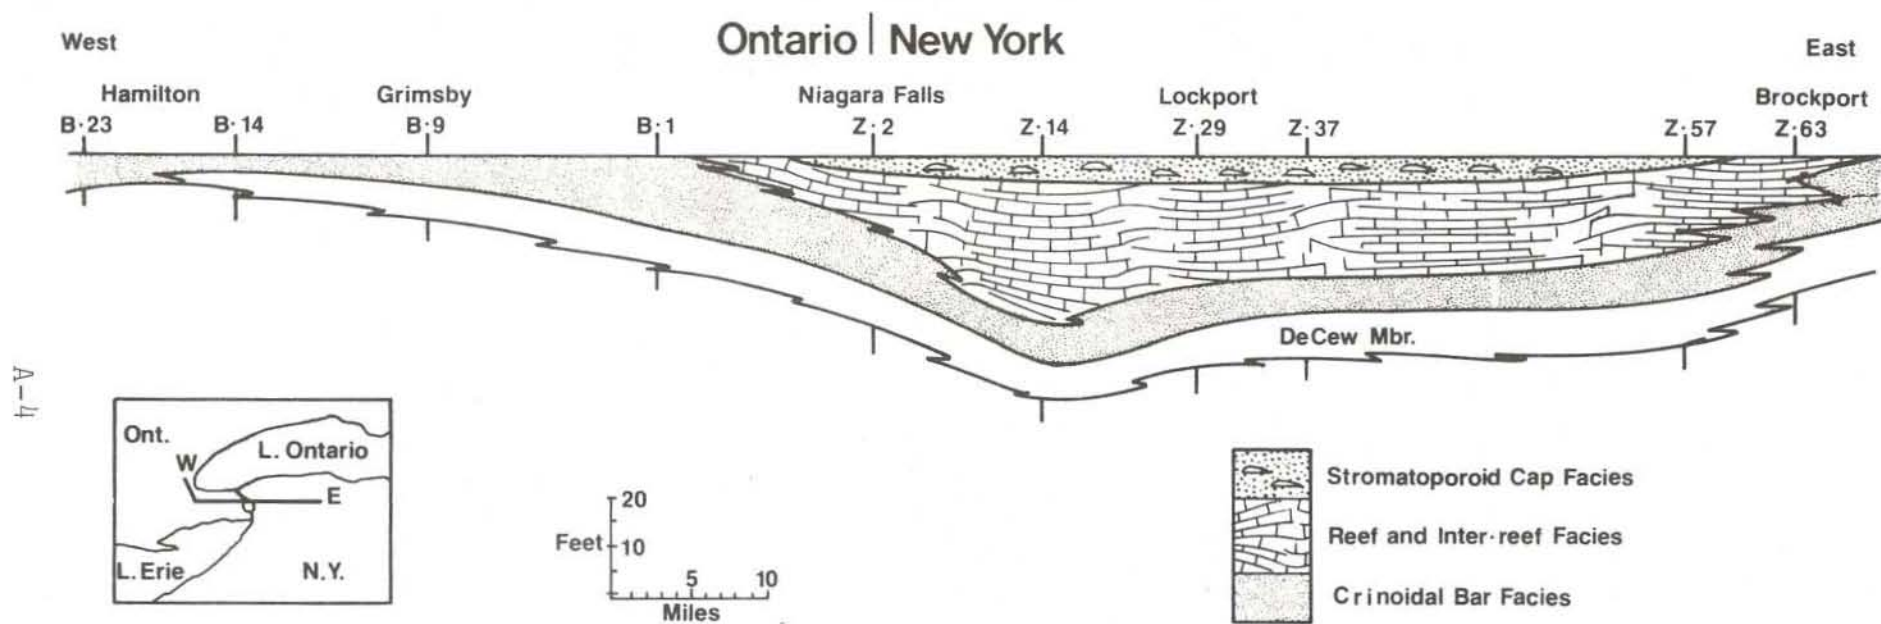 Ontario | New York
West
East
Hamilton
Grimsby
Niagara Falls
Lockport
Brockport
B·23
B·14
B·9
B·1
Z·2
Z·14
Z·29
Z·37
Z·57
Z·63
DeCew Mbr.
A-4
Ont.
L. Ontario
W
E
L. Erie
N.Y.
20
Feet
10
5
10
Miles
Stromatoporoid Cap Facies
Reef and Inter-reef Facies
Crinoidal Bar Facies